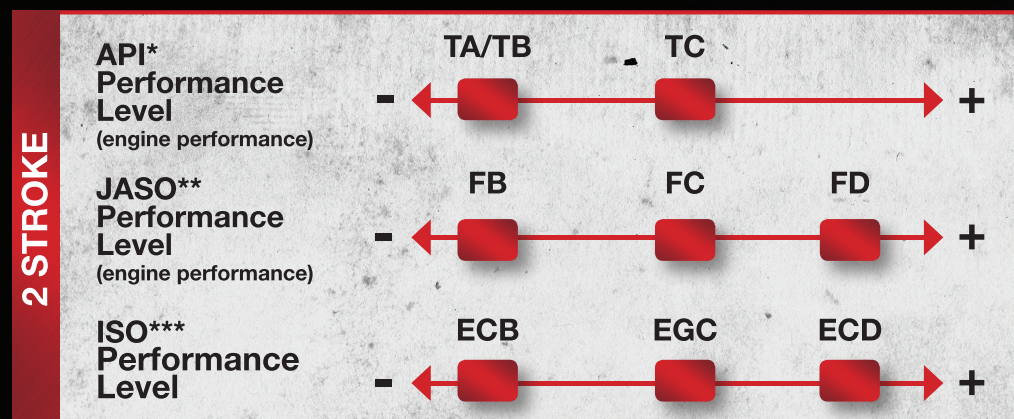 2 STROKE
API*
Performance
Level
(engine performance)
TA/TB TC
- +
JASO**
Performance
Level
(engine performance)
FB FC FD
- +
ISO***
Performance
Level
ECB EGC ECD
- +